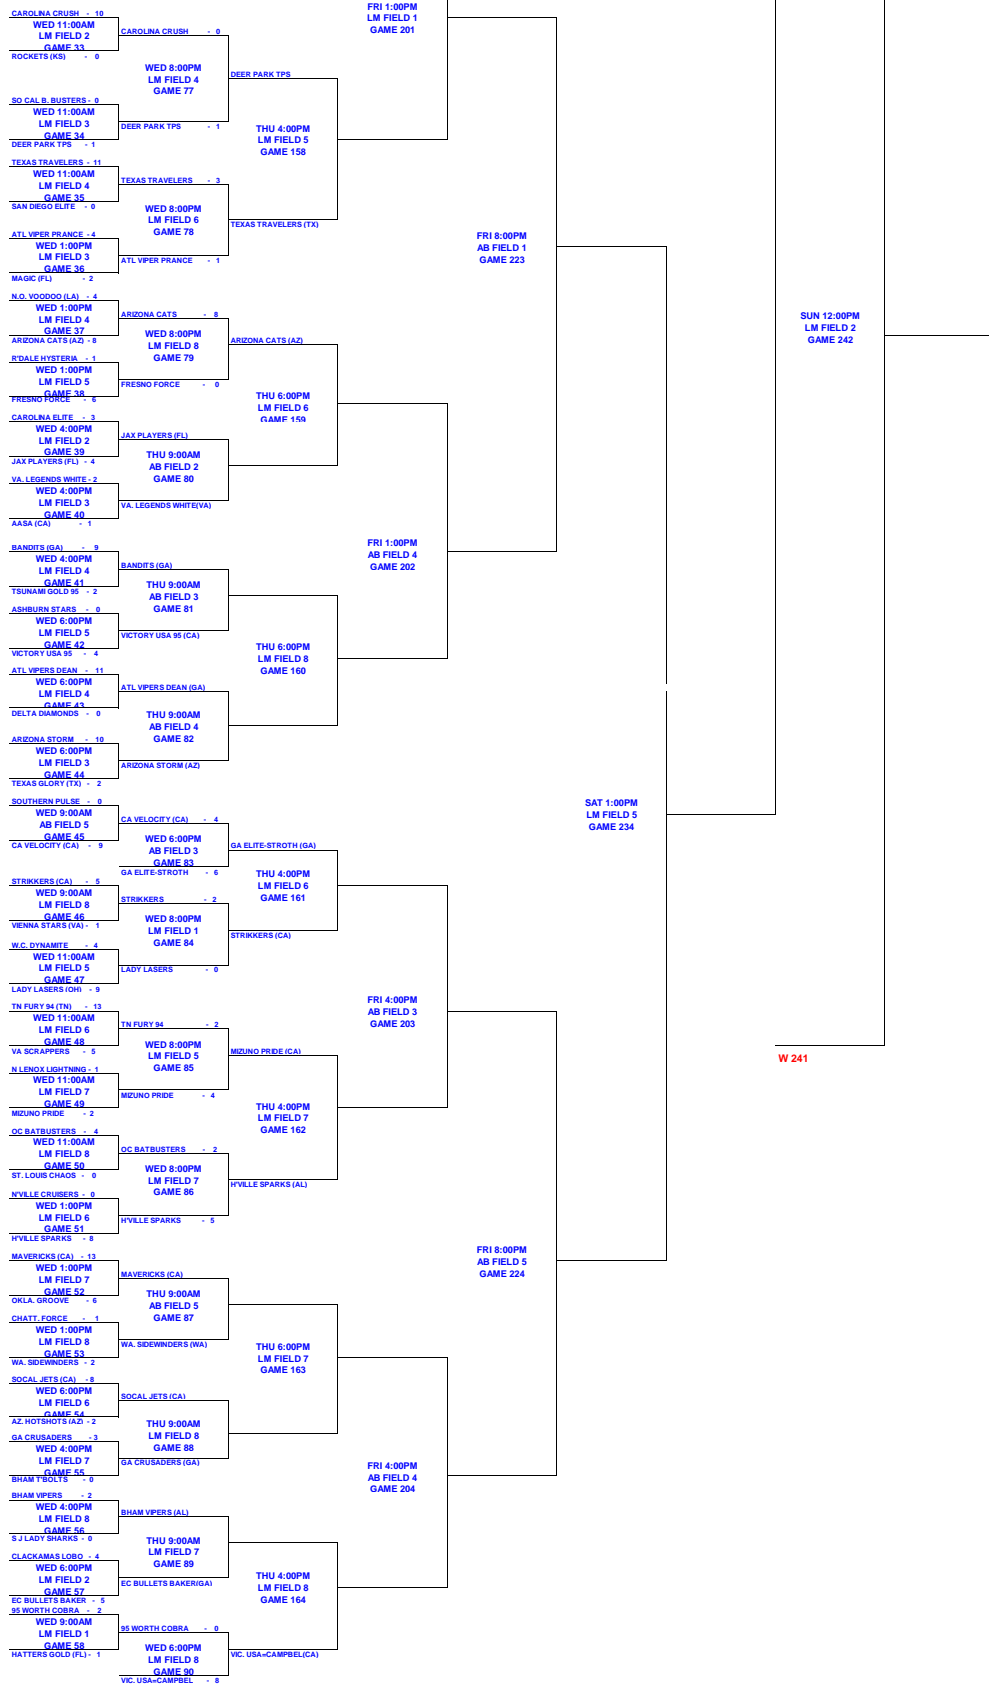 CAROLINA CRUSH - 10
WED 11:00AM
LM FIELD 2
GAME 33
ROCKETS (KS) - 0
SO CAL B. BUSTERS - 0
WED 11:00AM
LM FIELD 3
GAME 34
DEER PARK TPS - 1
TEXAS TRAVELERS - 11
WED 11:00AM
LM FIELD 4
GAME 35
SAN DIEGO ELITE - 0
ATL VIPER PRANCE - 4
WED 1:00PM
LM FIELD 3
GAME 36
MAGIC (FL) - 2
N.O. VOODOO (LA) - 4
WED 1:00PM
LM FIELD 4
GAME 37
ARIZONA CATS (AZ) - 8
R'DALE HYSTERIA - 1
WED 1:00PM
LM FIELD 5
GAME 38
FRESNO FORCE - 6
CAROLINA ELITE - 3
WED 4:00PM
LM FIELD 2
GAME 39
JAX PLAYERS (FL) - 4
VA. LEGENDS WHITE - 2
WED 4:00PM
LM FIELD 3
GAME 40
AASA (CA) - 1
BANDITS (GA) - 9
WED 4:00PM
LM FIELD 4
GAME 41
TSUNAMI GOLD 95 - 2
ASHBURN STARS - 0
WED 6:00PM
LM FIELD 5
GAME 42
VICTORY USA 95 - 4
ATL VIPERS DEAN - 11
WED 6:00PM
LM FIELD 4
GAME 43
DELTA DIAMONDS - 0
ARIZONA STORM - 10
WED 6:00PM
LM FIELD 3
GAME 44
TEXAS GLORY (TX) - 2
SOUTHERN PULSE - 0
WED 9:00AM
AB FIELD 5
GAME 45
CA VELOCITY (CA) - 9
STRIKKERS (CA) - 5
WED 9:00AM
LM FIELD 8
GAME 46
VIENNA STARS (VA) - 1
W.C. DYNAMITE - 4
WED 11:00AM
LM FIELD 5
GAME 47
LADY LASERS (OH) - 9
TN FURY 94 (TN) - 13
WED 11:00AM
LM FIELD 6
GAME 48
VA SCRAPPERS - 5
N LENOX LIGHTNING - 1
WED 11:00AM
LM FIELD 7
GAME 49
MIZUNO PRIDE - 2
OC BATBUSTERS - 4
WED 11:00AM
LM FIELD 8
GAME 50
ST. LOUIS CHAOS - 0
N'VILLE CRUISERS - 0
WED 1:00PM
LM FIELD 6
GAME 51
H'VILLE SPARKS - 8
MAVERICKS (CA) - 13
WED 1:00PM
LM FIELD 7
GAME 52
OKLA. GROOVE - 6
CHATT. FORCE - 1
WED 1:00PM
LM FIELD 8
GAME 53
WA. SIDEWINDERS - 2
SOCAL JETS (CA) - 8
WED 6:00PM
LM FIELD 6
GAME 54
AZ. HOTSHOTS (AZ) - 2
GA CRUSADERS - 3
WED 4:00PM
LM FIELD 7
GAME 55
BHAM T'BOLTS - 0
BHAM VIPERS - 2
WED 4:00PM
LM FIELD 8
GAME 56
S J LADY SHARKS - 0
CLACKAMAS LOBO - 4
WED 6:00PM
LM FIELD 2
GAME 57
EC BULLETS BAKER - 5
95 WORTH COBRA - 2
WED 9:00AM
LM FIELD 1
GAME 58
HATTERS GOLD (FL) - 1
CAROLINA CRUSH - 0
WED 8:00PM
LM FIELD 4
GAME 77
DEER PARK TPS - 1
TEXAS TRAVELERS - 3
WED 8:00PM
LM FIELD 6
GAME 78
ATL VIPER PRANCE - 1
ARIZONA CATS - 8
WED 8:00PM
LM FIELD 8
GAME 79
FRESNO FORCE - 0
JAX PLAYERS (FL)
THU 9:00AM
AB FIELD 2
GAME 80
VA. LEGENDS WHITE(VA)
BANDITS (GA)
THU 9:00AM
AB FIELD 3
GAME 81
VICTORY USA 95 (CA)
ATL VIPERS DEAN (GA)
THU 9:00AM
AB FIELD 4
GAME 82
ARIZONA STORM (AZ)
CA VELOCITY (CA) - 4
WED 6:00PM
AB FIELD 3
GAME 83
GA ELITE-STROTH - 6
STRIKKERS - 2
WED 8:00PM
LM FIELD 1
GAME 84
LADY LASERS - 0
TN FURY 94 - 2
WED 8:00PM
LM FIELD 5
GAME 85
MIZUNO PRIDE - 4
OC BATBUSTERS - 2
WED 8:00PM
LM FIELD 7
GAME 86
H'VILLE SPARKS - 5
MAVERICKS (CA)
THU 9:00AM
AB FIELD 5
GAME 87
WA. SIDEWINDERS (WA)
SOCAL JETS (CA)
THU 9:00AM
LM FIELD 8
GAME 88
GA CRUSADERS (GA)
BHAM VIPERS (AL)
THU 9:00AM
LM FIELD 7
GAME 89
EC BULLETS BAKER(GA)
95 WORTH COBRA - 0
WED 6:00PM
LM FIELD 8
GAME 90
VIC. USA=CAMPBEL - 8
DEER PARK TPS
THU 4:00PM
LM FIELD 5
GAME 158
TEXAS TRAVELERS (TX)
ARIZONA CATS (AZ)
THU 6:00PM
LM FIELD 6
GAME 159
THU 6:00PM
LM FIELD 8
GAME 160
GA ELITE-STROTH (GA)
THU 4:00PM
LM FIELD 6
GAME 161
STRIKKERS (CA)
MIZUNO PRIDE (CA)
THU 4:00PM
LM FIELD 7
GAME 162
H'VILLE SPARKS (AL)
THU 6:00PM
LM FIELD 7
GAME 163
THU 4:00PM
LM FIELD 8
GAME 164
VIC. USA=CAMPBEL(CA)
FRI 1:00PM
LM FIELD 1
GAME 201
FRI 1:00PM
AB FIELD 4
GAME 202
FRI 4:00PM
AB FIELD 3
GAME 203
FRI 4:00PM
AB FIELD 4
GAME 204
FRI 8:00PM
AB FIELD 1
GAME 223
FRI 8:00PM
AB FIELD 5
GAME 224
SAT 1:00PM
LM FIELD 5
GAME 234
SUN 12:00PM
LM FIELD 2
GAME 242
W 241